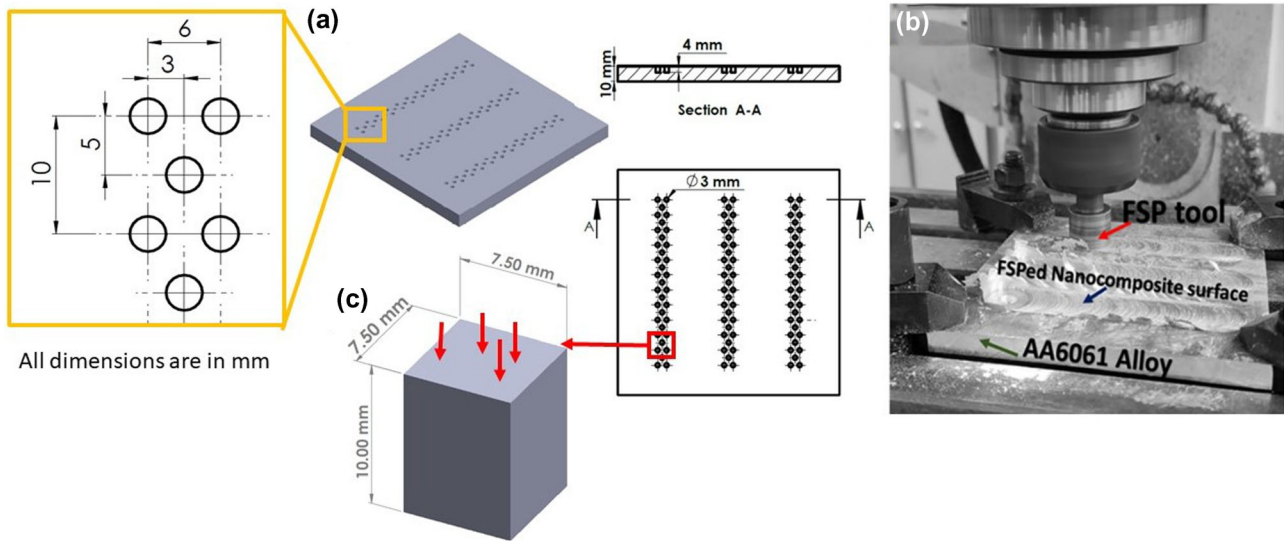 (a)
6
3
10
5
All dimensions are in mm
4 mm
10 mm
Section A-A
Ø3 mm
A
A
(b)
FSP tool
FSPed Nanocomposite surface
AA6061 Alloy
(c)
7.50 mm
7.50 mm
10.00 mm